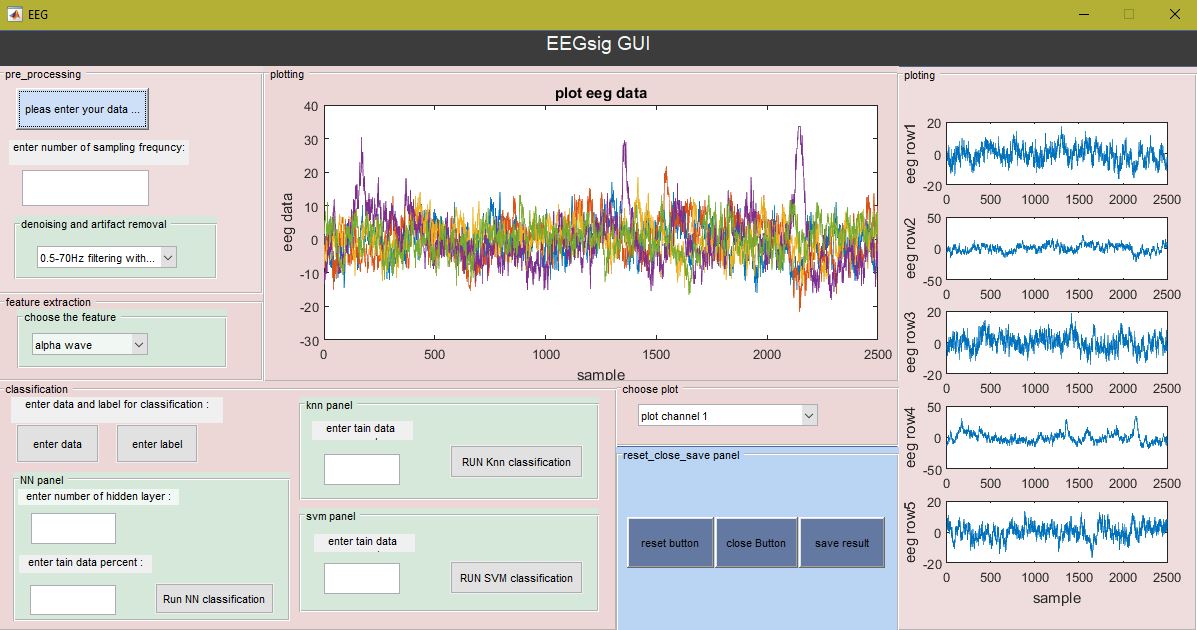 EEG
EEGsig GUI
pre_processing
pleas enter your data ...
enter number of sampling frequncy:
denoising and artifact removal
0.5-70Hz filtering with...
feature extraction
choose the feature
alpha wave
plotting
plot eeg data
eeg data
40
30
20
10
0
-10
-20
-30
0 500 1000 1500 2000 2500
sample
ploting
eeg row1
20
0
-20
0 500 1000 1500 2000 2500
eeg row2
50
0
-50
0 500 1000 1500 2000 2500
eeg row3
20
0
-20
0 500 1000 1500 2000 2500
eeg row4
50
0
-50
0 500 1000 1500 2000 2500
eeg row5
20
0
-20
0 500 1000 1500 2000 2500
sample
classification
enter data and label for classification :
enter data
enter label
NN panel
enter number of hidden layer :
enter tain data percent :
Run NN classification
knn panel
enter tain data
RUN Knn classification
svm panel
enter tain data
RUN SVM classification
choose plot
plot channel 1
reset_close_save panel
reset button
close Button
save result